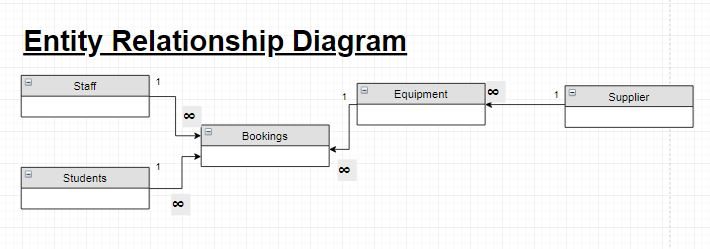 Entity Relationship Diagram
Staff
1
∞
Bookings
Students
1
∞
1
Equipment
∞
∞
1
Supplier